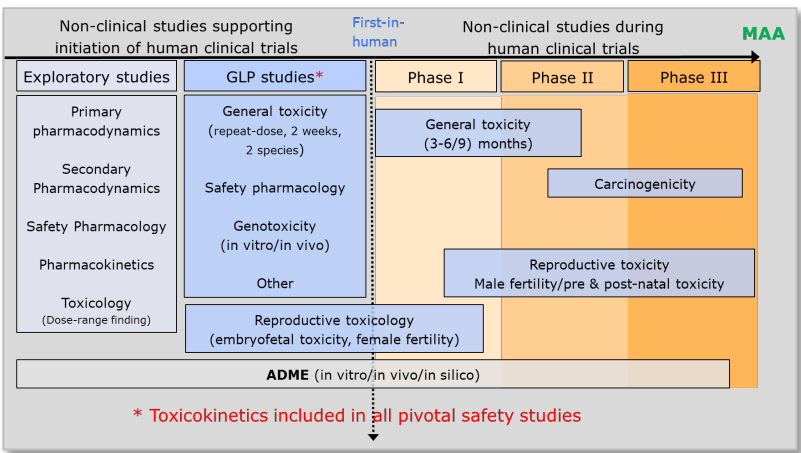 Non-clinical studies supporting
initiation of human clinical trials
First-in-
human
Non-clinical studies during
human clinical trials
MAA
Exploratory studies
GLP studies*
Phase I
Phase II
Phase III
Primary
pharmacodynamics
Secondary
Pharmacodynamics
Safety Pharmacology
Pharmacokinetics
Toxicology
(Dose-range finding)
General toxicity
(repeat-dose, 2 weeks,
2 species)
Safety pharmacology
Genotoxicity
(in vitro/in vivo)
Other
General toxicity
(3-6/9) months)
Carcinogenicity
Reproductive toxicity
Male fertility/pre & post-natal toxicity
Reproductive toxicology
(embryofetal toxicity, female fertility)
ADME (in vitro/in vivo/in silico)
* Toxicokinetics included in all pivotal safety studies